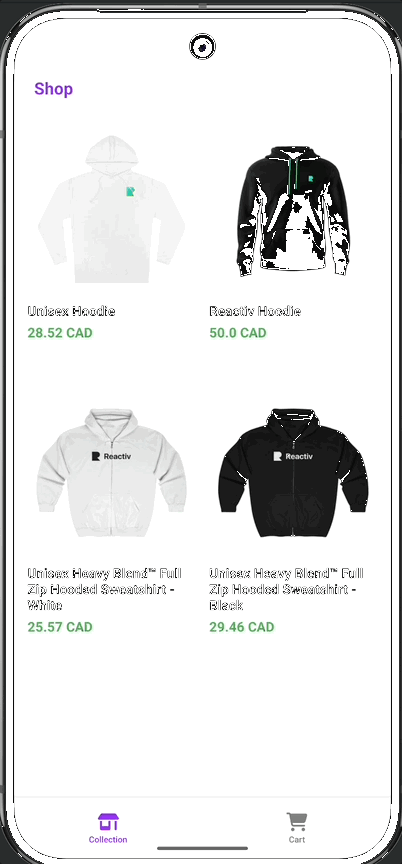 Shop
Unisex Hoodie
28.52 CAD
Reactiv Hoodie
50.0 CAD
Reactiv
Unisex Heavy Blend™ Full
Zip Hooded Sweatshirt -
White
25.57 CAD
Reactiv
Unisex Heavy Blend™ Full
Zip Hooded Sweatshirt -
Black
29.46 CAD
Collection
Cart